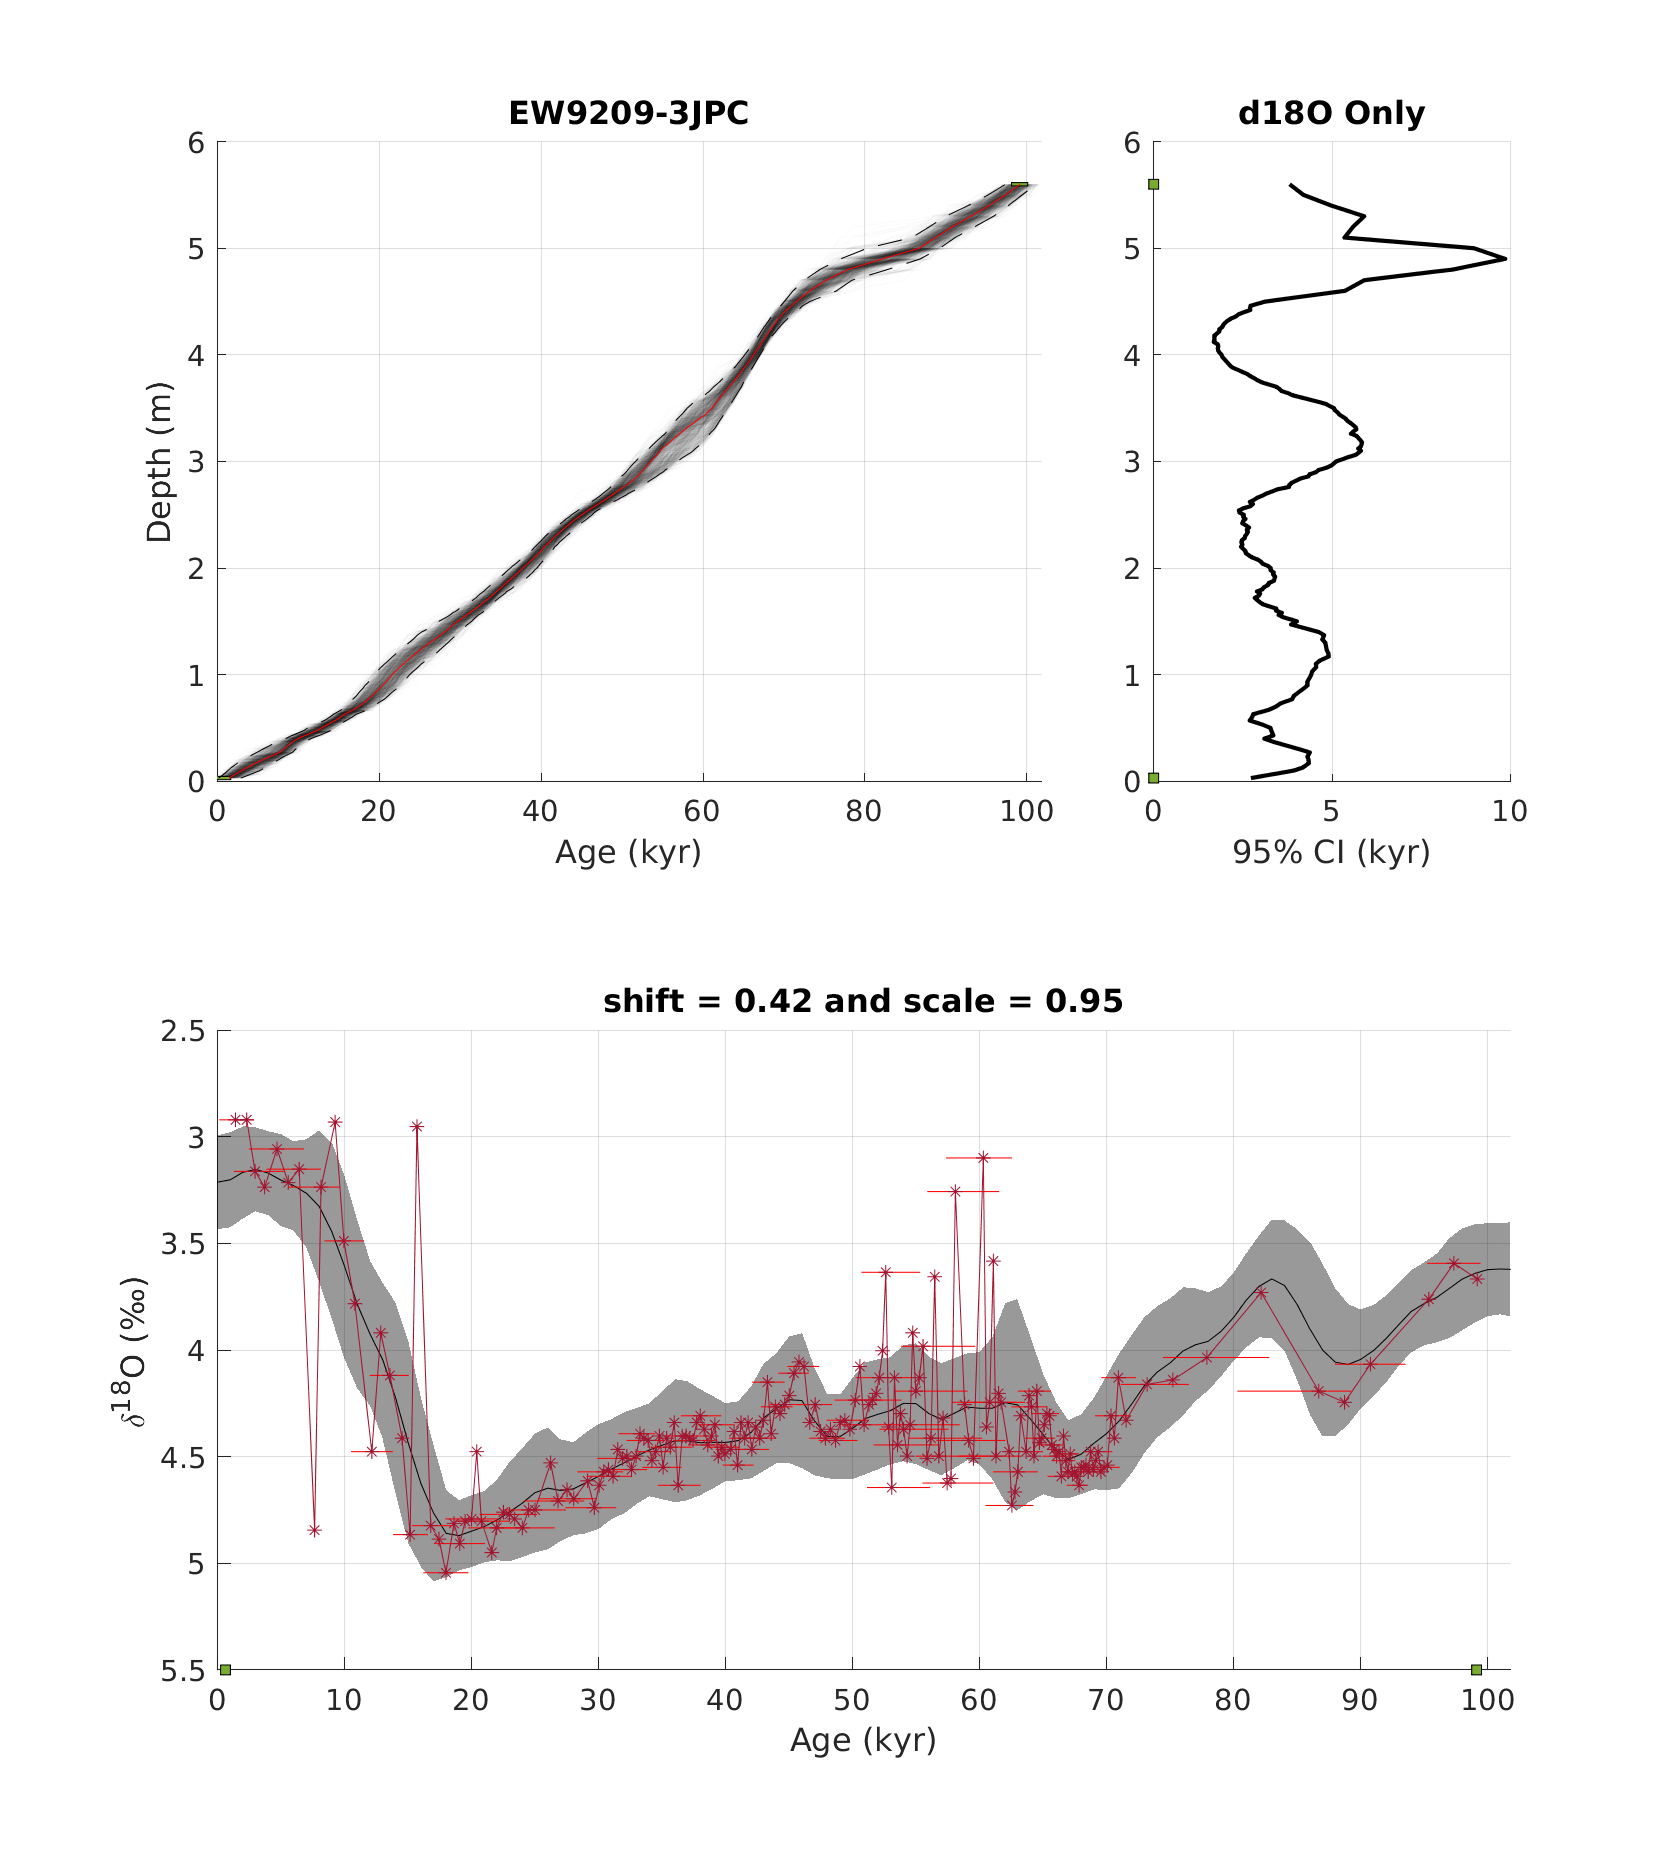 EW9209-3JPC
6
5
4
3
2
1
0
Depth (m)
0 20 40 60 80 100
Age (kyr)
d18O Only
6
5
4
3
2
1
0
0 5 10
95% CI (kyr)
shift = 0.42 and scale = 0.95
2.5
3
3.5
4
4.5
5
5.5
δ18O (‰)
0 10 20 30 40 50 60 70 80 90 100
Age (kyr)